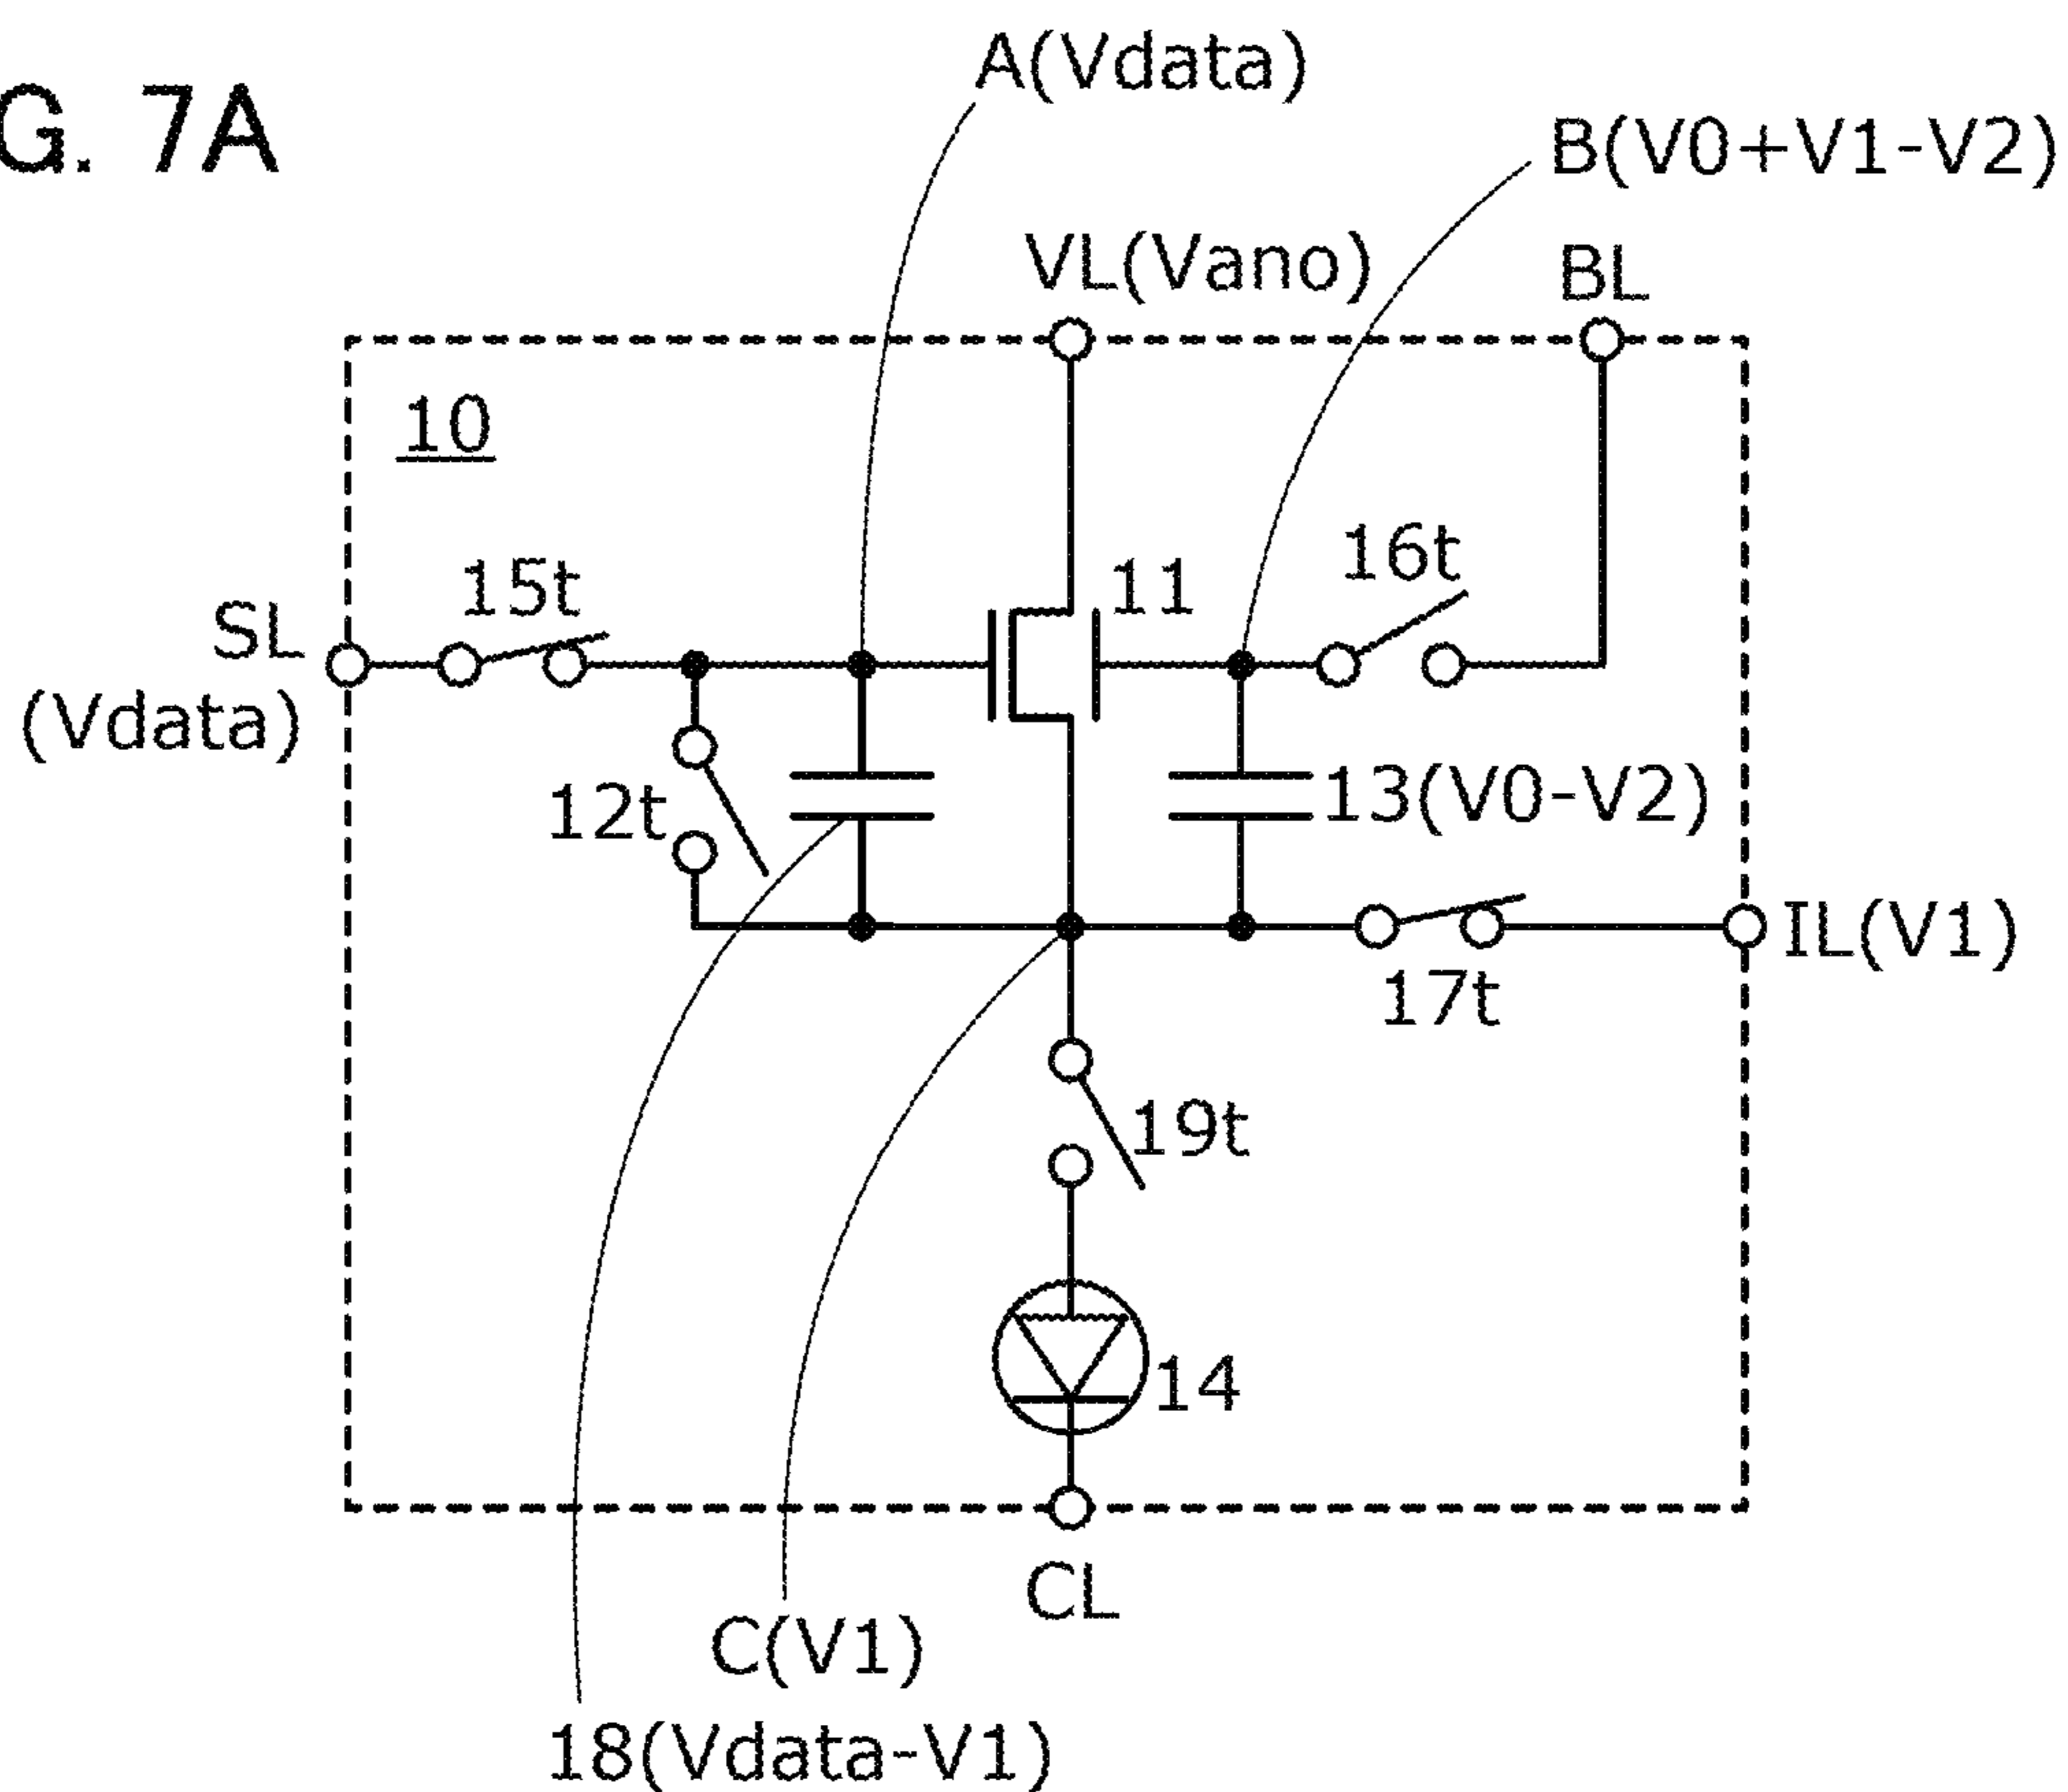 A(Vdata)
G. 7A
B(V0+V1-V2)
VL(Vano)
BL
10
15t
11
16t
SL
(Vdata)
12t
13(V0-V2)
IL(V1)
17t
19t
14
CL
C(V1)
18(Vdata-V1)